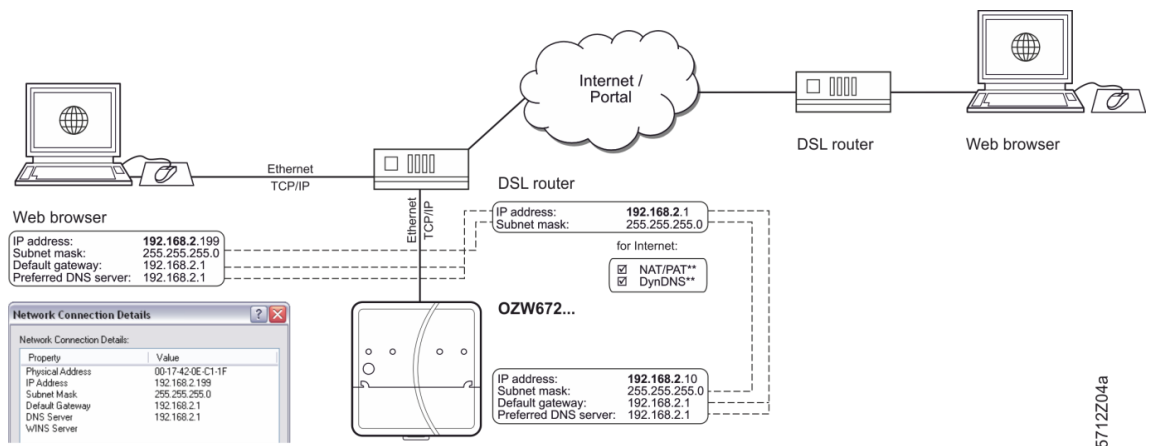 Internet /
Portal
Ethernet
TCP/IP
DSL router
Web browser
DSL router
Ethernet
TCP/IP
Web browser
IP address: 192.168.2.199
Subnet mask: 255.255.255.0
Default gateway: 192.168.2.1
Preferred DNS server: 192.168.2.1
IP address: 192.168.2.1
Subnet mask: 255.255.255.0
for Internet:
NAT/PAT**
DynDNS**
OZW672...
Network Connection Details
Network Connection Details:
Property Value
Physical Address 00-17-42-0E-C1-1F
IP Address 192.168.2.199
Subnet Mask 255.255.255.0
Default Gateway 192.168.2.1
DNS Server 192.168.2.1
WINS Server
IP address: 192.168.2.10
Subnet mask: 255.255.255.0
Default gateway: 192.168.2.1
Preferred DNS server: 192.168.2.1
5712Z04a